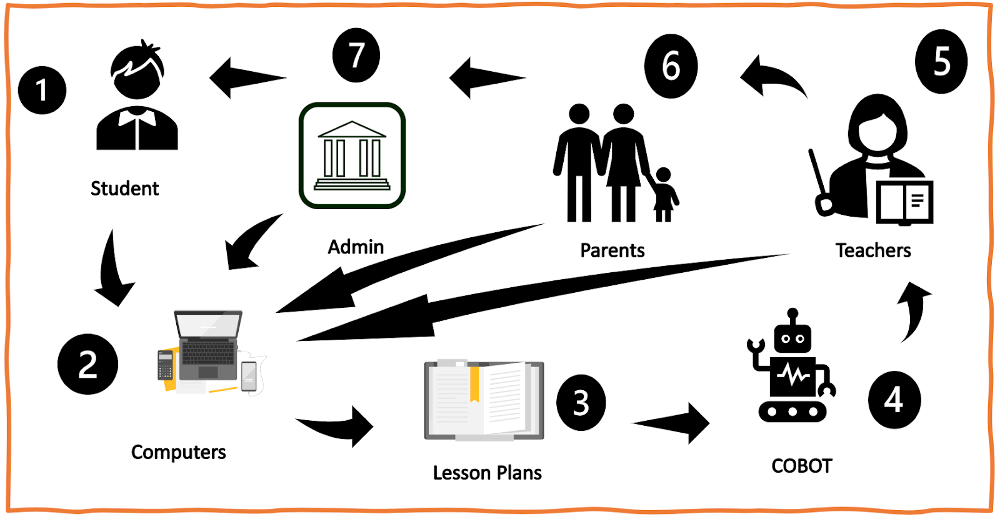 1
Student
7
Admin
6
Parents
5
Teachers
2
Computers
3
Lesson Plans
4
COBOT